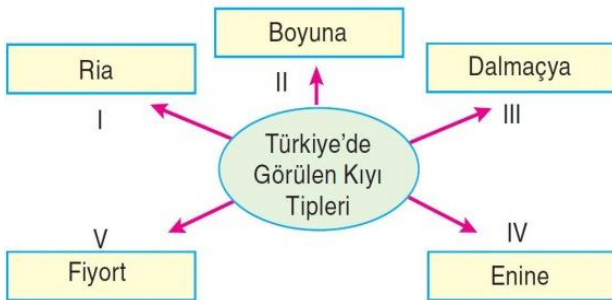 Boyuna
Ria
Dalmaçya
II
I
III
Türkiye'de
Görülen Kıyı
Tipleri
V
IV
Fiyort
Enine